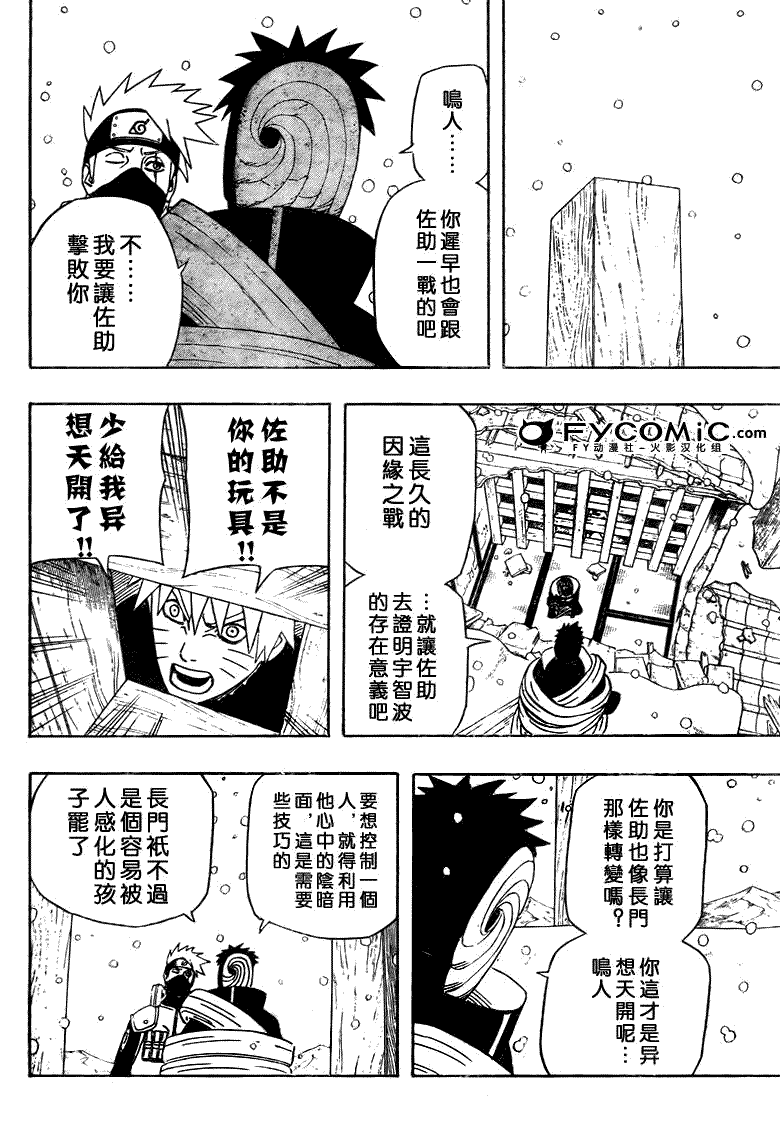 鳴人……
你遲早也會跟
佐助一戰的吧
不……
我要讓佐助
擊敗你
FYCOMIC.com
FY动漫社-火影汉化组
這長久的
因緣之戰
…就讓佐助
去證明宇智波
的存在意義吧
佐助不是
你的玩具!!
少給我异
想天開了!!
你是打算讓
佐助也像長門
那樣轉變嗎?
你這才是异
想天開呢…
鳴人
要想控制一個
人，就得利用
他心中的陰暗
面，這是需要
些技巧的
長門衹不過
是個容易被
人感化的孩
子罷了